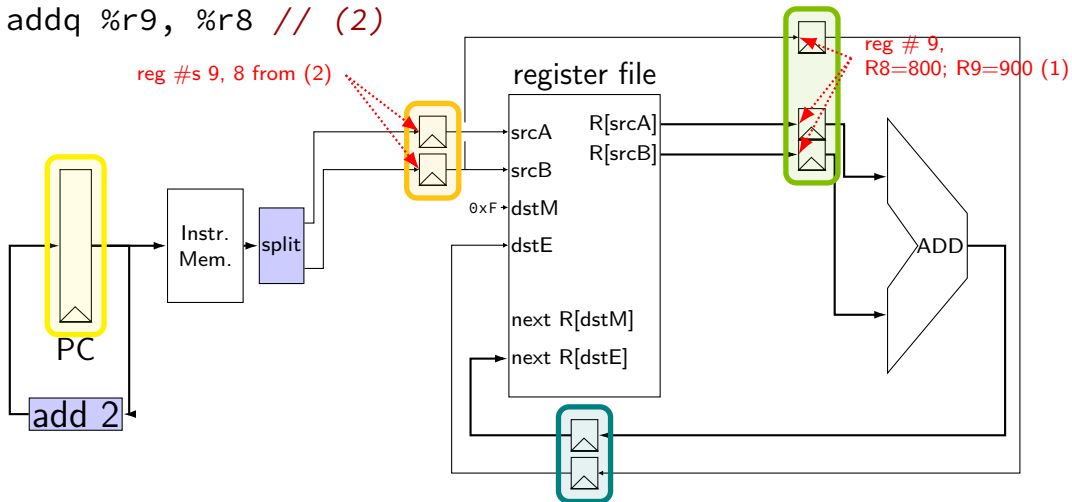 addq %r9, %r8 // (2)
reg #s 9, 8 from (2)
reg # 9,
R8=800; R9=900 (1)
register file
srcA
srcB
dstM
dstE
0xF
R[srcA]
R[srcB]
next R[dstM]
next R[dstE]
Instr.
Mem.
split
PC
add 2
ADD